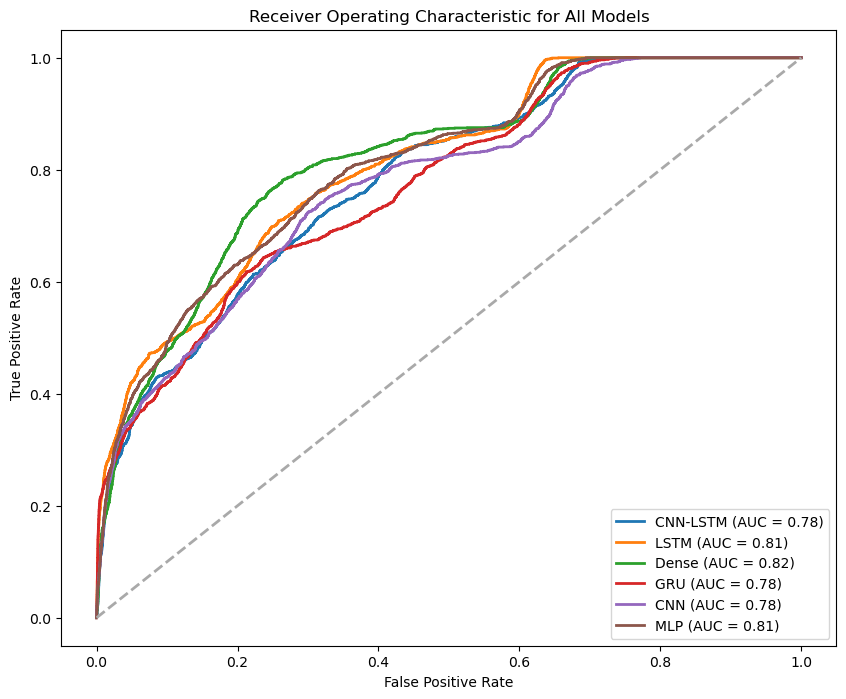 Receiver Operating Characteristic for All Models
True Positive Rate
1.0
0.8
0.6
0.4
0.2
0.0
CNN-LSTM (AUC = 0.78)
LSTM (AUC = 0.81)
Dense (AUC = 0.82)
GRU (AUC = 0.78)
CNN (AUC = 0.78)
MLP (AUC = 0.81)
0.0 0.2 0.4 0.6 0.8 1.0
False Positive Rate